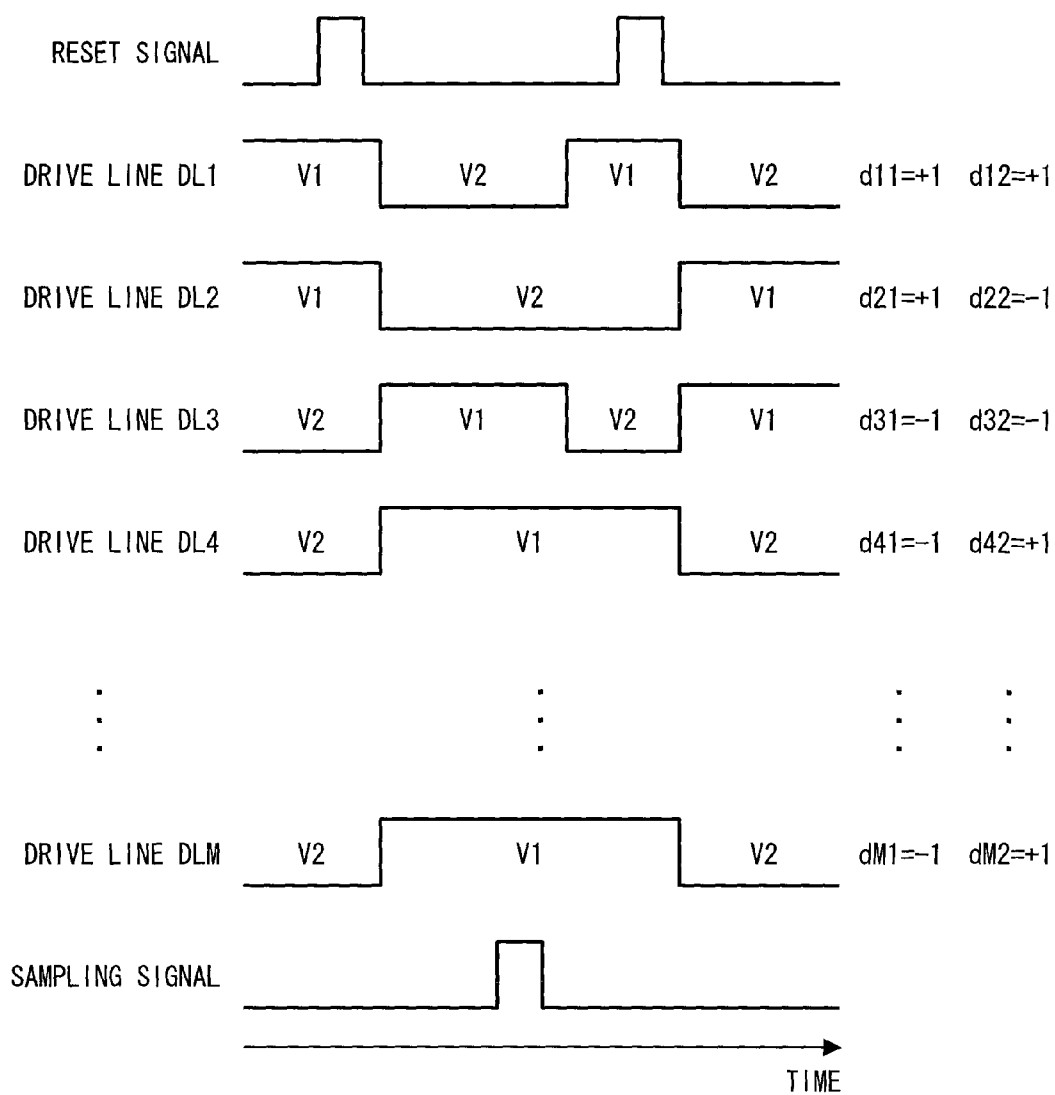 RESET SIGNAL
DRIVE LINE DL1 V1 V2 V1 V2 d11=+1 d12=+1
DRIVE LINE DL2 V1 V2 V1 d21=+1 d22=-1
DRIVE LINE DL3 V2 V1 V2 V1 d31=-1 d32=-1
DRIVE LINE DL4 V2 V1 V2 d41=-1 d42=+1
DRIVE LINE DLM V2 V1 V2 dM1=-1 dM2=+1
SAMPLING SIGNAL
TIME